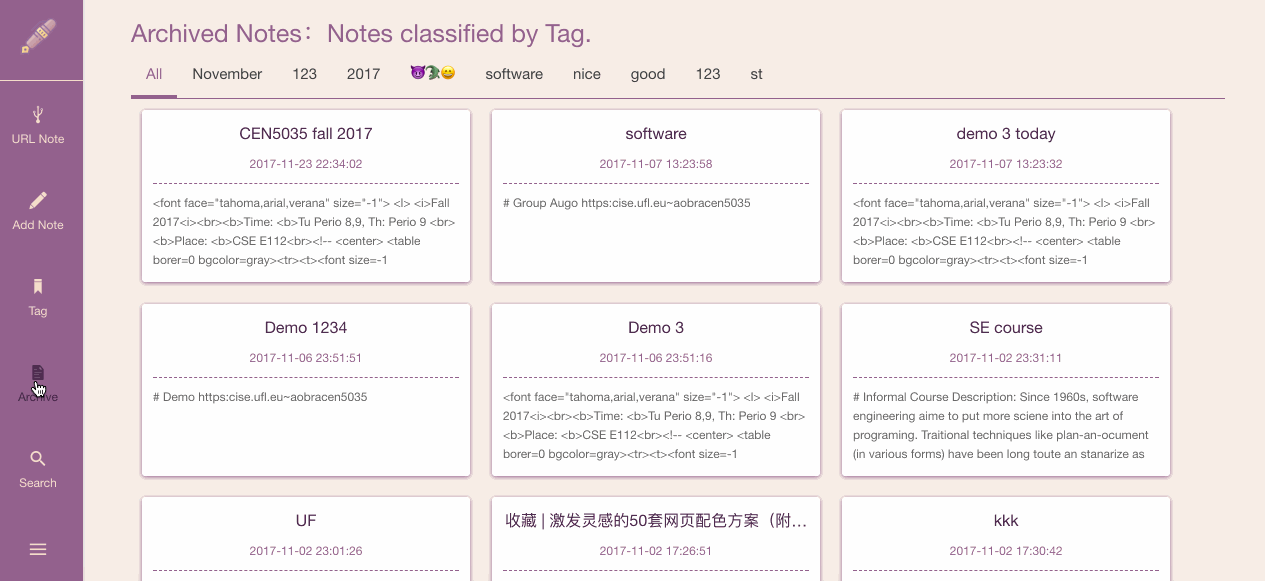 Archived Notes：Notes classified by Tag.
All November 123 2017 😈🐲😄 software nice good 123 st
URL Note
Add Note
Tag
Archive
Search
CEN5035 fall 2017
2017-11-23 22:34:02
<font face="tahoma,arial,verana" size="-1"> <l> <i>Fall
2017<i><br><b>Time: <b>Tu Perio 8,9, Th: Perio 9 <br>
<b>Place: <b>CSE E112<br><!-- <center> <table
borer=0 bgcolor=gray><tr><t><font size=-1
software
2017-11-07 13:23:58
# Group Augo https:cise.ufl.eu~aobracen5035
demo 3 today
2017-11-07 13:23:32
<font face="tahoma,arial,verana" size="-1"> <l> <i>Fall
2017<i><br><b>Time: <b>Tu Perio 8,9, Th: Perio 9 <br>
<b>Place: <b>CSE E112<br><!-- <center> <table
borer=0 bgcolor=gray><tr><t><font size=-1
Demo 1234
2017-11-06 23:51:51
# Demo https:cise.ufl.eu~aobracen5035
Demo 3
2017-11-06 23:51:16
<font face="tahoma,arial,verana" size="-1"> <l> <i>Fall
2017<i><br><b>Time: <b>Tu Perio 8,9, Th: Perio 9 <br>
<b>Place: <b>CSE E112<br><!-- <center> <table
borer=0 bgcolor=gray><tr><t><font size=-1
SE course
2017-11-02 23:31:11
# Informal Course Description: Since 1960s, software
engineering aime to put more sciene into the art of
programing. Traitional techniques like plan-an-ocument
(in various forms) have been long toute an stanarize as
UF
2017-11-02 23:01:26
收藏 | 激发灵感的50套网页配色方案（附...
2017-11-02 17:26:51
kkk
2017-11-02 17:30:42